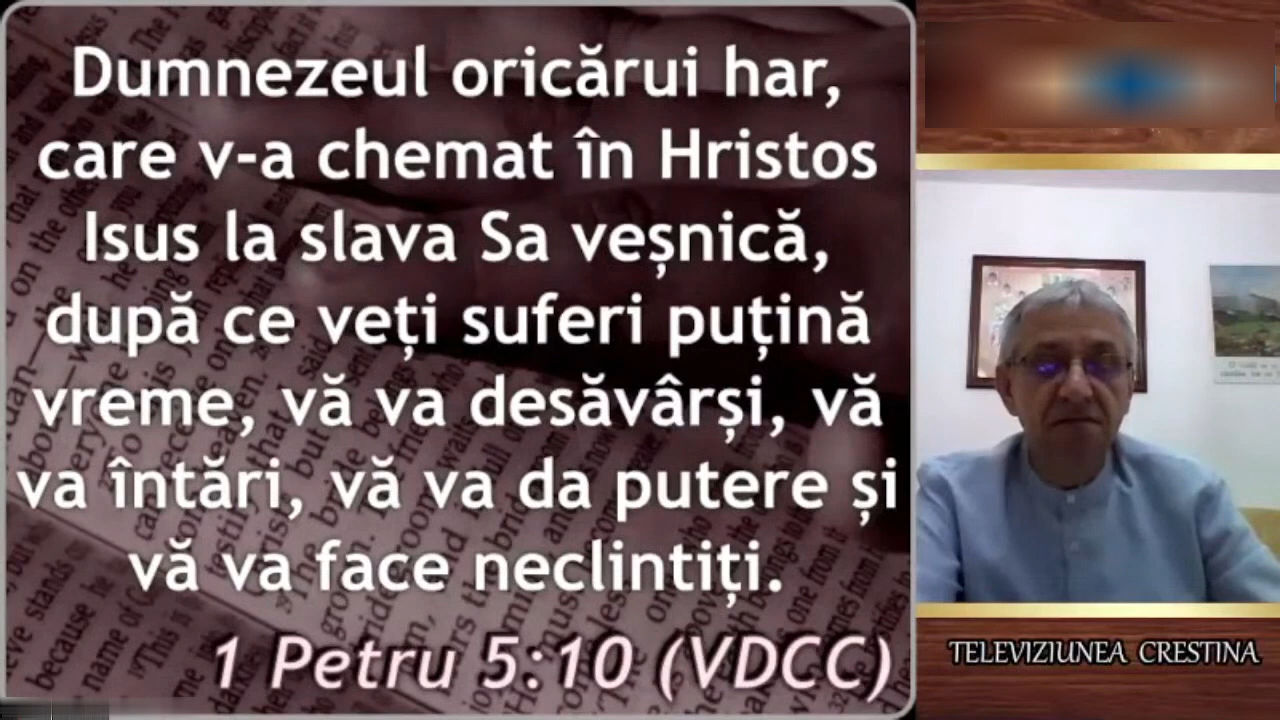 Dumnezeul oricărui har,
care v-a chemat în Hristos
Isus la slava Sa veșnică,
după ce veți suferi puțină
vreme, vă va desăvârși, vă
va întări, vă va da putere și
vă va face neclintiți.
1 Petru 5:10 (VDCC)
TELEVIZIUNEA CRESTINA